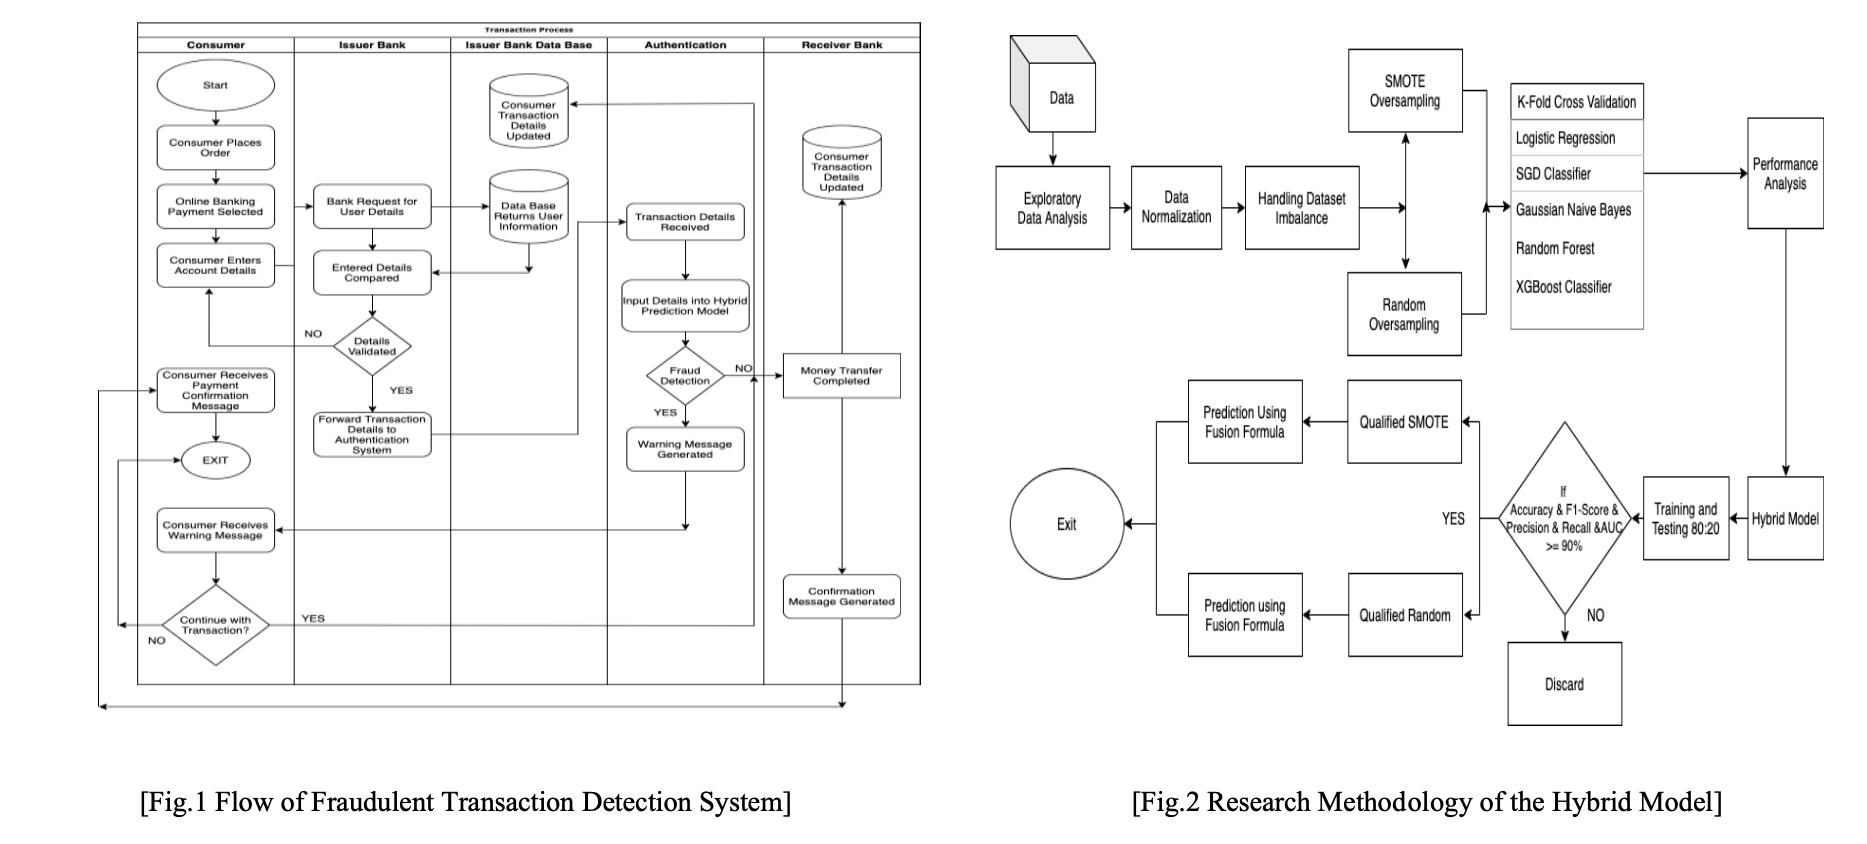 Transaction Process
Consumer
Issuer Bank
Issuer Bank Data Base
Authentication
Receiver Bank
Start
Consumer Places
Order
Online Banking
Payment Selected
Consumer Enters
Account Details
NO
Consumer Receives
Payment
Confirmation
Message
EXIT
Consumer Receives
Warning Message
Continue with
Transaction?
NO
YES
Bank Request for
User Details
Entered Details
Compared
Details
Validated
YES
Forward Transaction
Details to
Authentication
System
Consumer
Transaction
Details
Updated
Data Base
Returns User
Information
Transaction Details
Received
Input Details into Hybrid
Prediction Model
Fraud
Detection
NO
YES
Warning Message
Generated
Consumer
Transaction
Details
Updated
Money Transfer
Completed
Confirmation
Message Generated
[Fig.1 Flow of Fraudulent Transaction Detection System]
Data
Exploratory
Data Analysis
Data
Normalization
Handling Dataset
Imbalance
SMOTE
Oversampling
Random
Oversampling
K-Fold Cross Validation
Logistic Regression
SGD Classifier
Gaussian Naive Bayes
Random Forest
XGBoost Classifier
Performance
Analysis
Hybrid Model
Training and
Testing 80:20
If
Accuracy & F1-Score &
Precision & Recall &AUC
>= 90%
YES
NO
Discard
Qualified SMOTE
Prediction Using
Fusion Formula
Qualified Random
Prediction using
Fusion Formula
Exit
[Fig.2 Research Methodology of the Hybrid Model]